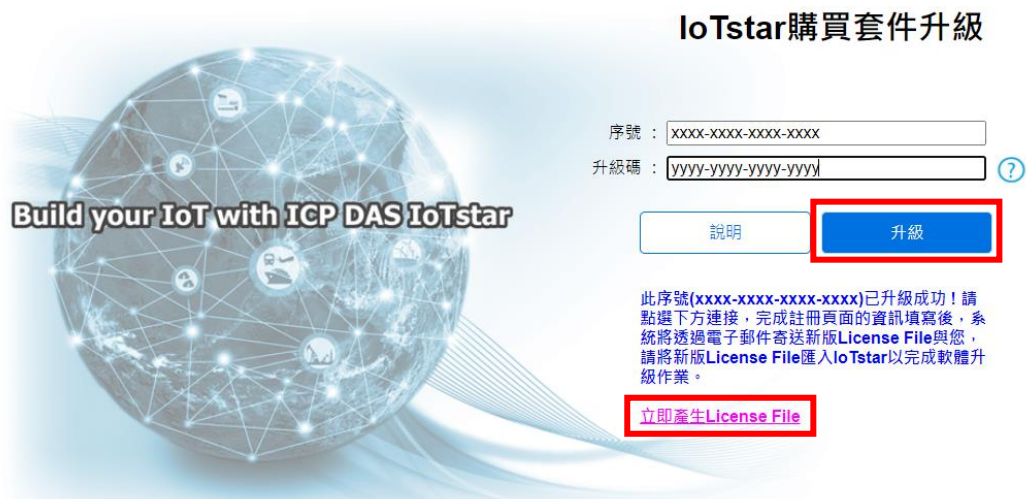 IoTstar購買套件升級
序號 : xxxx-xxxx-xxxx-xxxx
升級碼 : yyyy-yyyy-yyyy-yyyy
?
Build your IoT with ICP DAS IoTstar
說明
升級
此序號(xxxx-xxxx-xxxx-xxxx)已升級成功！請
點選下方連接，完成註冊頁面的資訊填寫後，系
統將透過電子郵件寄送新版License File與您，
請將新版License File匯入IoTstar以完成軟體升
級作業。
立即產生License File